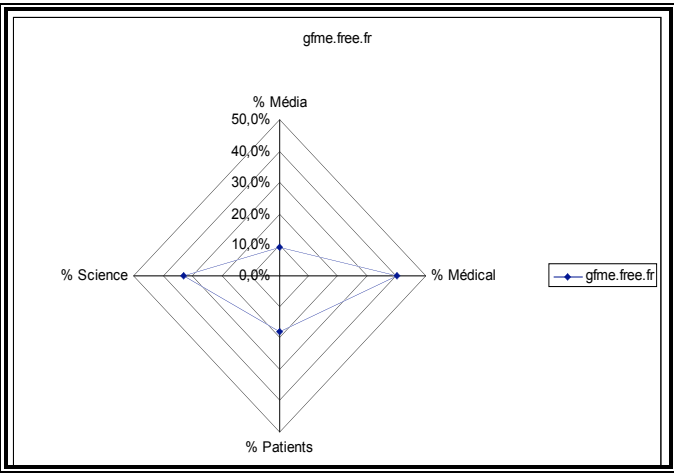 gfme.free.fr
% Média
50,0%
40,0%
30,0%
20,0%
10,0%
% Science
0,0%
% Médical
gfme.free.fr
% Patients